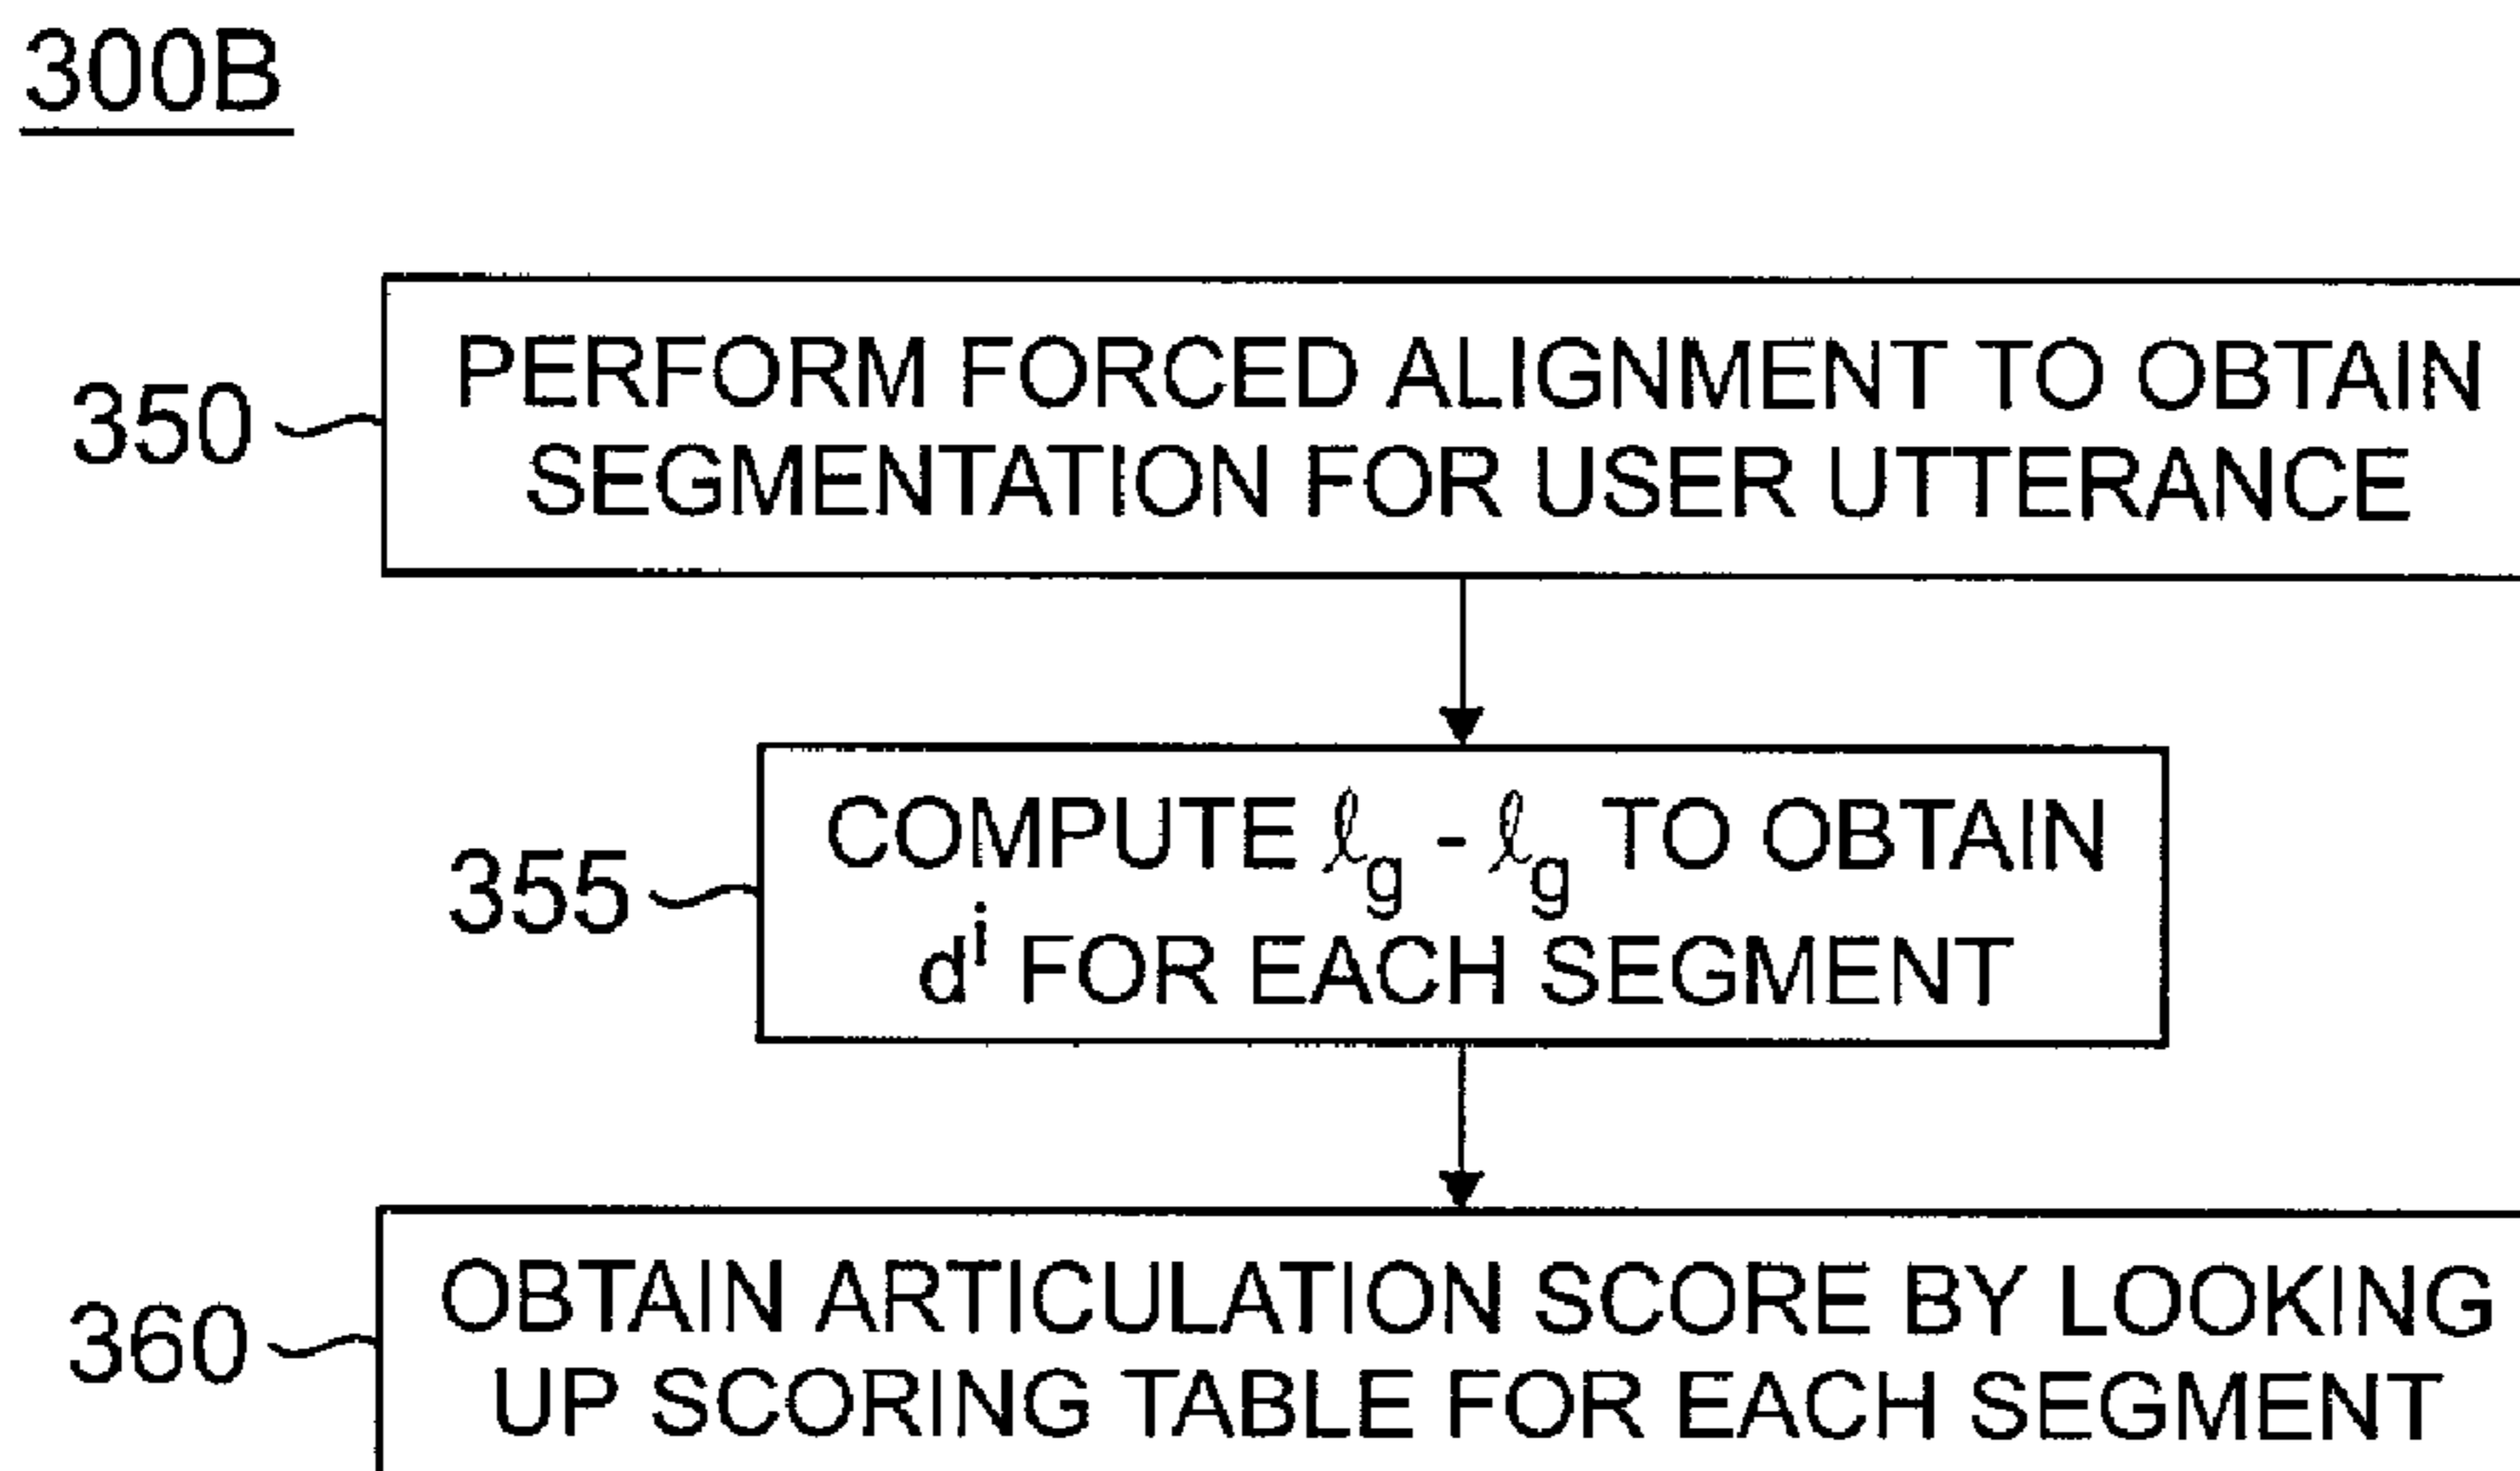 300B
350
PERFORM FORCED ALIGNMENT TO OBTAIN
SEGMENTATION FOR USER UTTERANCE
355
COMPUTE ℓg - ℓg TO OBTAIN
dⁱ FOR EACH SEGMENT
360
OBTAIN ARTICULATION SCORE BY LOOKING
UP SCORING TABLE FOR EACH SEGMENT